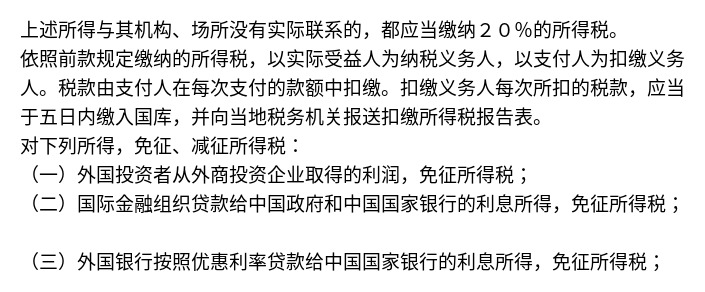 上述所得与其机构、场所没有实际联系的，都应当缴纳２０％的所得税。
依照前款规定缴纳的所得税，以实际受益人为纳税义务人，以支付人为扣缴义务
人。税款由支付人在每次支付的款额中扣缴。扣缴义务人每次所扣的税款，应当
于五日内缴入国库，并向当地税务机关报送扣缴所得税报告表。
对下列所得，免征、减征所得税：
（一）外国投资者从外商投资企业取得的利润，免征所得税；
（二）国际金融组织贷款给中国政府和中国国家银行的利息所得，免征所得税；
（三）外国银行按照优惠利率贷款给中国国家银行的利息所得，免征所得税；